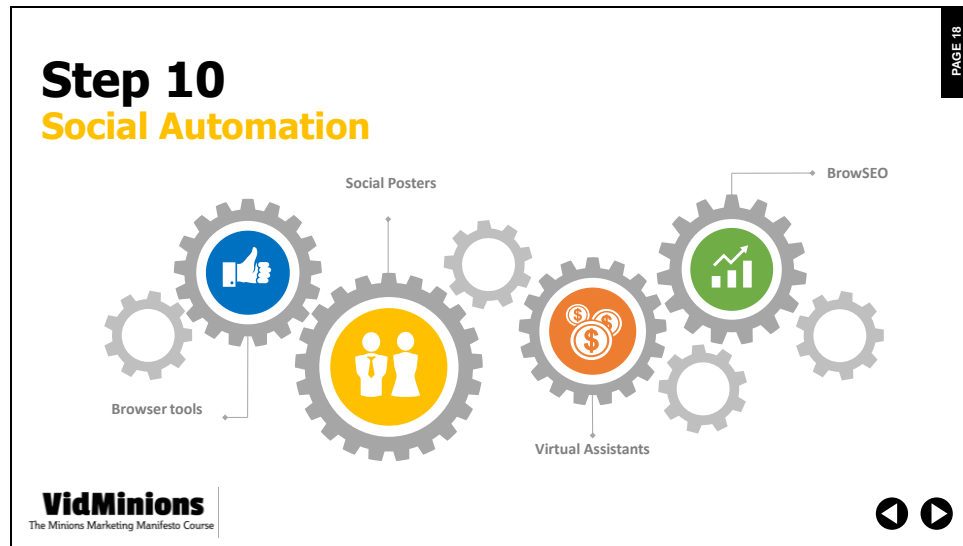 PAGE 18
Step 10
Social Automation
BrowSEO
Social Posters
$
$
$
Browser tools
Virtual Assistants
VidMinions
The Minions Marketing Manifesto Course